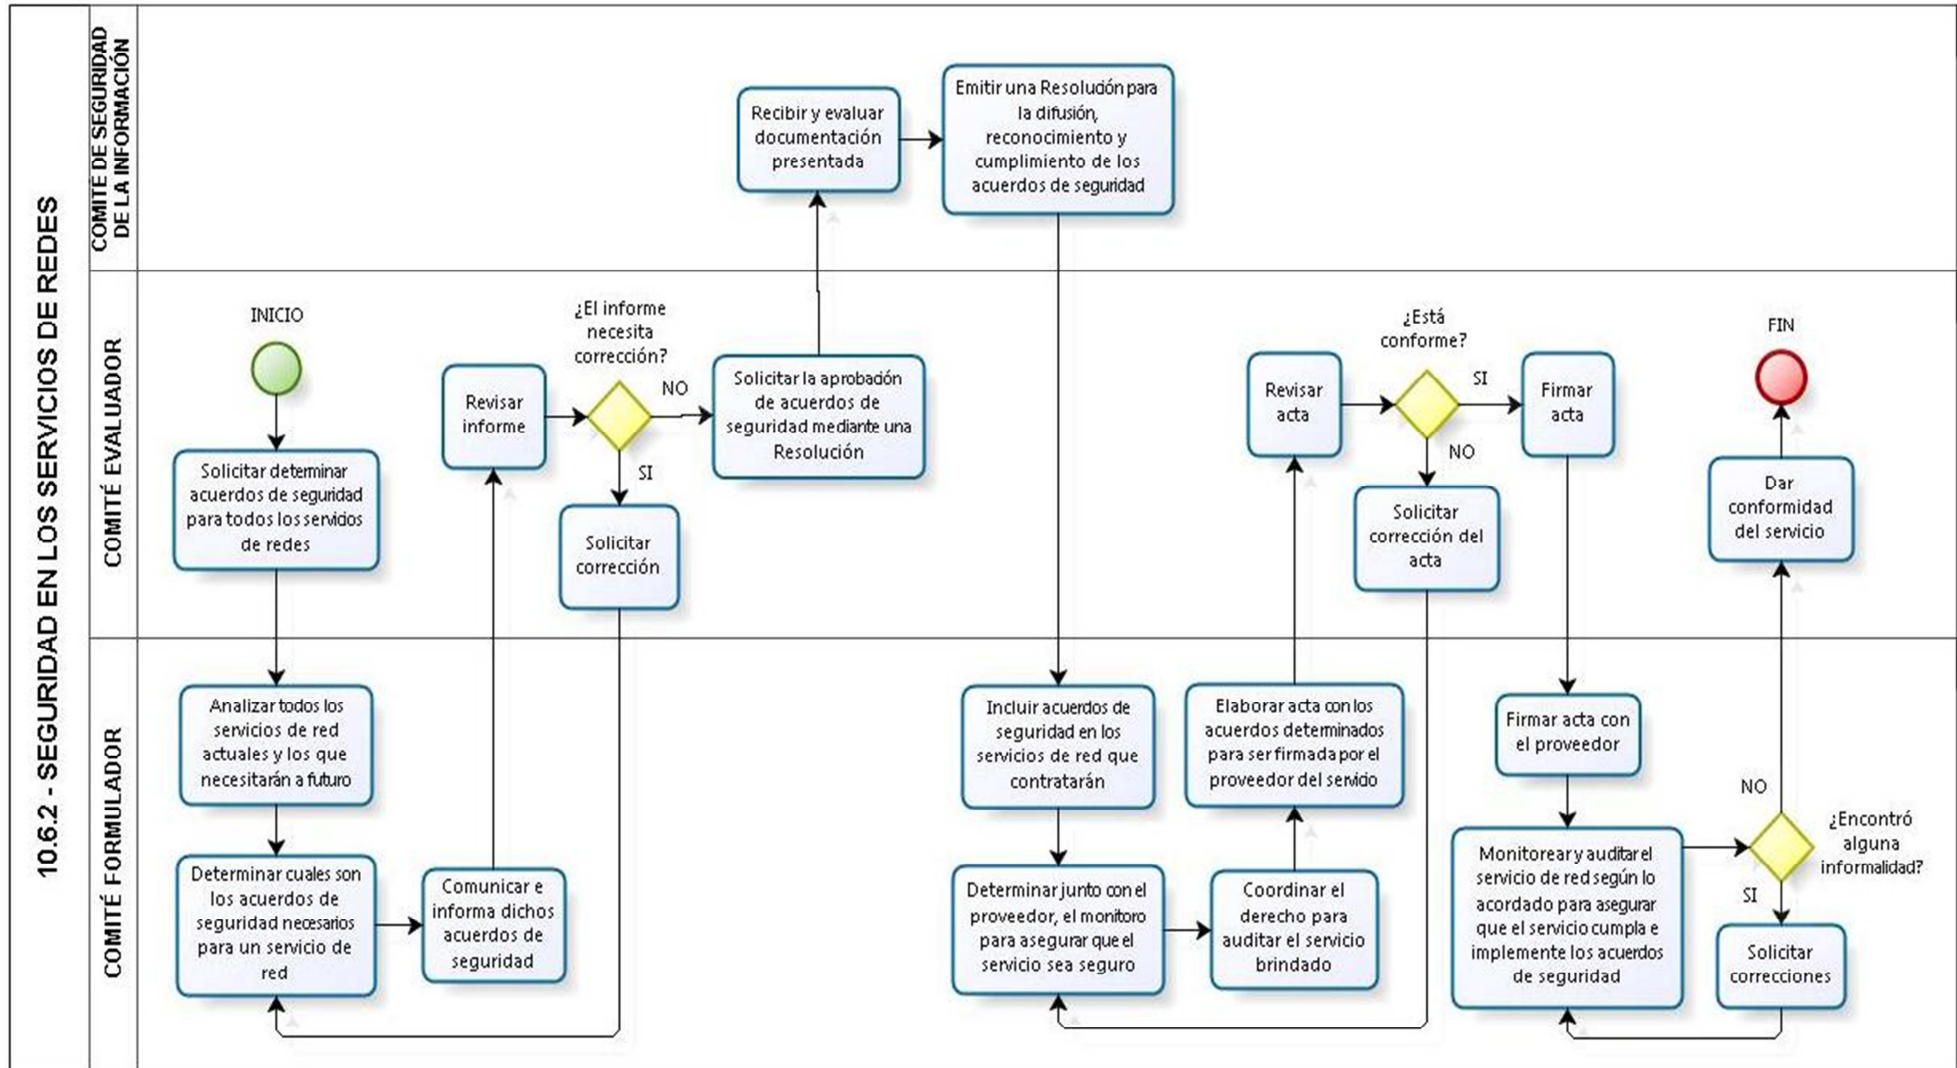 10.6.2 - SEGURIDAD EN LOS SERVICIOS DE REDES
COMITÉ DE SEGURIDAD
DE LA INFORMACIÓN
Recibir y evaluar
documentación
presentada
Emitir una Resolución para
la difusión,
reconocimiento y
cumplimiento de los
acuerdos de seguridad
COMITÉ EVALUADOR
INICIO
Solicitar determinar
acuerdos de seguridad
para todos los servicios
de redes
Revisar
informe
¿El informe
necesita
corrección?
NO
SI
Solicitar
corrección
Solicitar la aprobación
de acuerdos de
seguridad mediante una
Resolución
Revisar
acta
¿Está
conforme?
SI
NO
Solicitar
corrección del
acta
Firmar
acta
FIN
Dar
conformidad
del servicio
COMITÉ FORMULADOR
Analizar todos los
servicios de red
actuales y los que
necesitarán a futuro
Determinar cuales son
los acuerdos de
seguridad necesarios
para un servicio de
red
Comunicar e
informa dichos
acuerdos de
seguridad
Incluir acuerdos de
seguridad en los
servicios de red que
contratarán
Determinar junto con el
proveedor, el monitoro
para asegurar que el
servicio sea seguro
Coordinar el
derecho para
auditar el servicio
brindado
Elaborar acta con los
acuerdos determinados
para ser firmada por el
proveedor del servicio
Firmar acta con
el proveedor
Monitorear y auditar el
servicio de red según lo
acordado para asegurar
que el servicio cumpla e
implemente los acuerdos
de seguridad
NO
¿Encontró
alguna
informalidad?
SI
Solicitar
correcciones